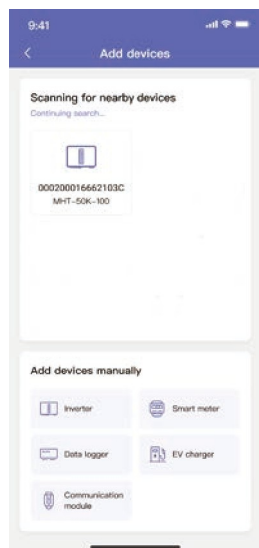 9:41
Add devices
Scanning for nearby devices
Continuing search...
000200016662103C
MHT-50K-100
Add devices manually
Inverter
Smart meter
Data logger
EV charger
Communication
module